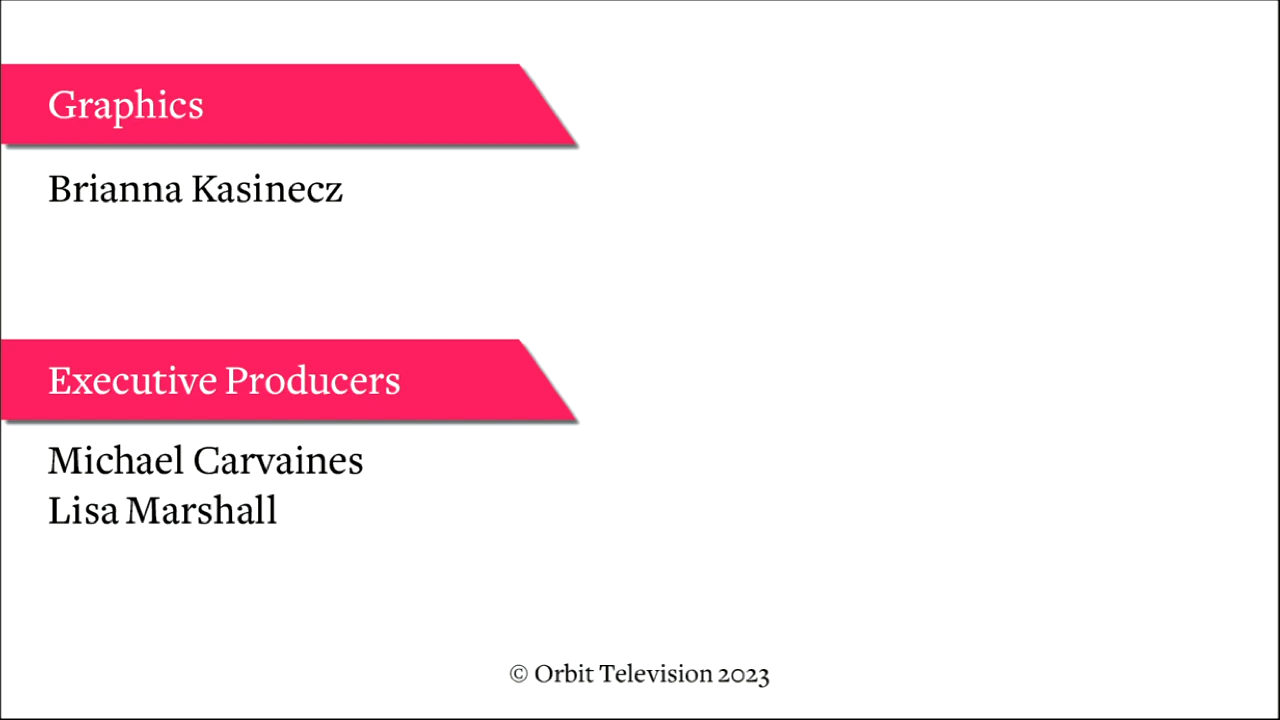 Graphics
Brianna Kasinecz
Executive Producers
Michael Carvaines
Lisa Marshall
© Orbit Television 2023